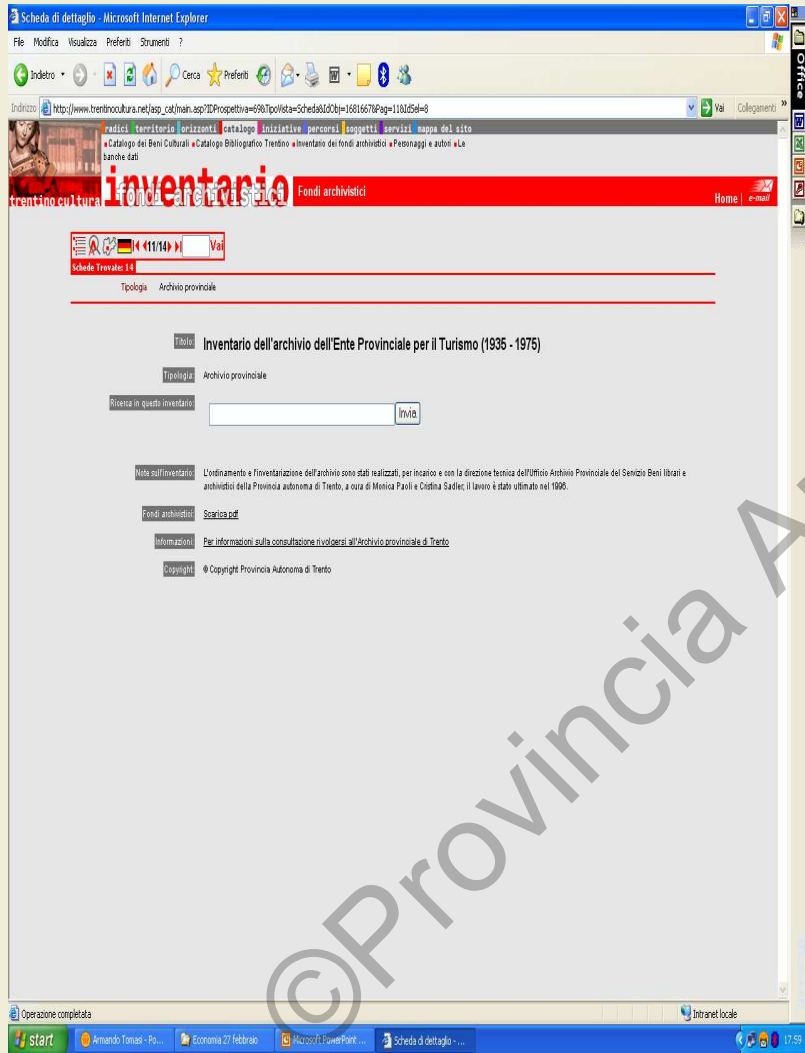 Scheda di dettaglio - Microsoft Internet Explorer
File Modifica Visualizza Preferiti Strumenti ?
Indietro Cerca Preferiti
Indirizzo http://www.trentinocultura.net/asp_cat/main.asp?IDProspettiva=69&TipoVista=Scheda&IdObj=168166&Pag=11&IdSel=8 Vai Collegamenti »
Office
radici territorio orizzonti catalogo iniziative percorsi soggetti servizi mappa del sito
Catalogo dei Beni Culturali Catalogo Bibliografico Trentino Inventario dei fondi archivistici Personaggi e autori Le
banche dati
inventario
fondi archivistici
Fondi archivistici
trentino cultura
Home | e-mail
11/14 Vai
Schede Trovate: 14
Tipologia Archivio provinciale
Titolo: Inventario dell'archivio dell'Ente Provinciale per il Turismo (1935 - 1975)
Tipologia: Archivio provinciale
Ricerca in questo inventario: Invia
Note sull'inventario: L'ordinamento e l'inventariazione dell'archivio sono stati realizzati, per incarico e con la direzione tecnica dell'Ufficio Archivio Provinciale del Servizio Beni librari e
archivistici della Provincia autonoma di Trento, a cura di Monica Paoli e Cristina Sadler; il lavoro è stato ultimato nel 1996.
Fondi archivistici: Scarica pdf
Informazioni: Per informazioni sulla consultazione rivolgersi all'Archivio provinciale di Trento
Copyright: © Copyright Provincia Autonoma di Trento
©Provincia A
Operazione completata Intranet locale
start Armando Tomasi - Po... Economia 27 febbraio Microsoft PowerPoint ... Scheda di dettaglio - ... 17.59